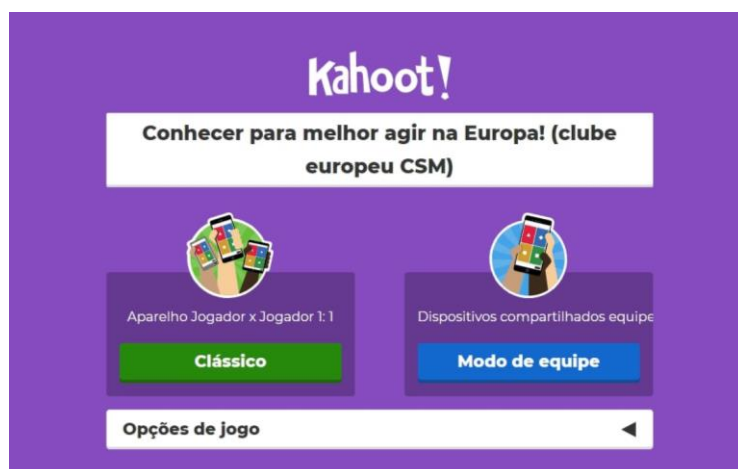 Kahoot!
Conhecer para melhor agir na Europa! (clube
europeu CSM)
Aparelho Jogador x Jogador 1:1
Dispositivos compartilhados equipe
Clássico
Modo de equipe
Opções de jogo